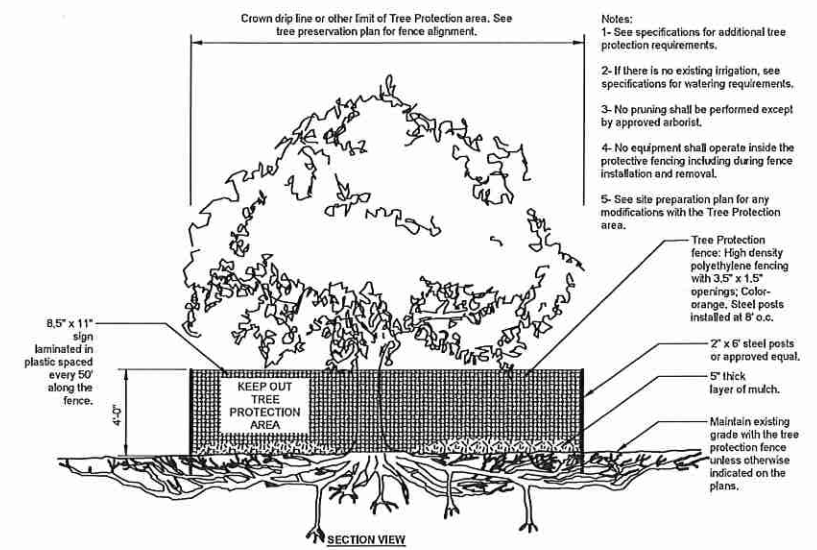 Crown drip line or other limit of Tree Protection area. See
tree preservation plan for fence alignment.
Notes:
1- See specifications for additional tree
protection requirements.
2- If there is no existing irrigation, see
specifications for watering requirements.
3- No pruning shall be performed except
by approved arborist.
4- No equipment shall operate inside the
protective fencing including during fence
installation and removal.
5- See site preparation plan for any
modifications with the Tree Protection
area.
Tree Protection
fence: High density
polyethylene fencing
with 3.5" x 1.5"
openings; Color-
orange. Steel posts
installed at 8' o.c.
2" x 6' steel posts
or approved equal.
5" thick
layer of mulch.
Maintain existing
grade with the tree
protection fence
unless otherwise
indicated on the
plans.
8.5" x 11"
sign
laminated in
plastic spaced
every 50'
along the
fence.
4'-0"
KEEP OUT
TREE
PROTECTION
AREA
SECTION VIEW